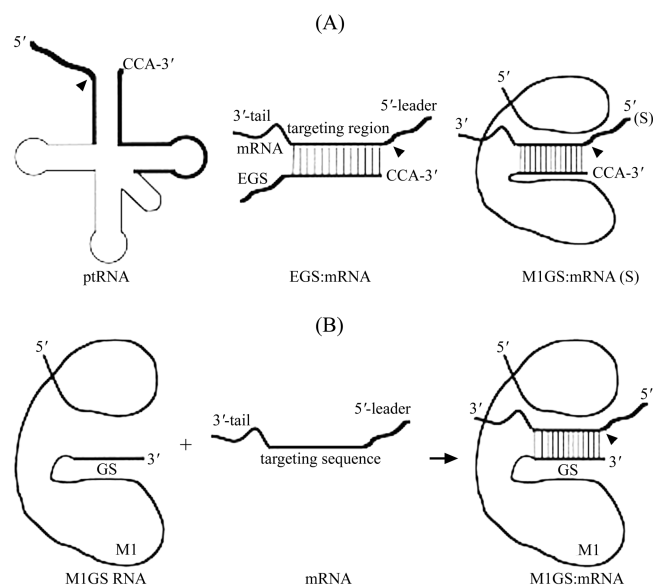 (A)
5′
CCA-3′
ptRNA
3′-tail
targeting region
5′-leader
mRNA
EGS
CCA-3′
EGS:mRNA
5′
5′
(S)
3′
CCA-3′
M1GS:mRNA (S)
(B)
5′
GS
3′
M1
M1GS RNA
+
3′-tail
5′-leader
targeting sequence
mRNA
5′
3′
5′
3′
GS
M1
M1GS:mRNA